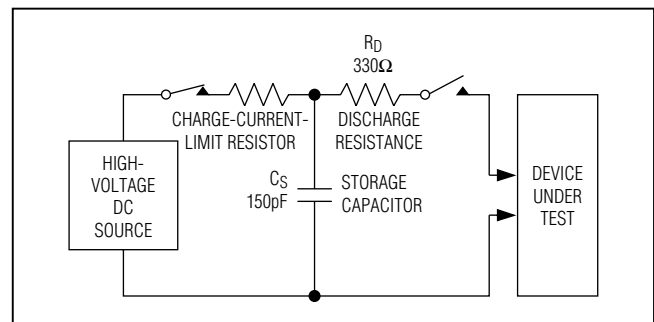 R_D
330Ω
CHARGE-CURRENT-
LIMIT RESISTOR
DISCHARGE
RESISTANCE
HIGH-
VOLTAGE
DC
SOURCE
C_S
150pF
STORAGE
CAPACITOR
DEVICE
UNDER
TEST